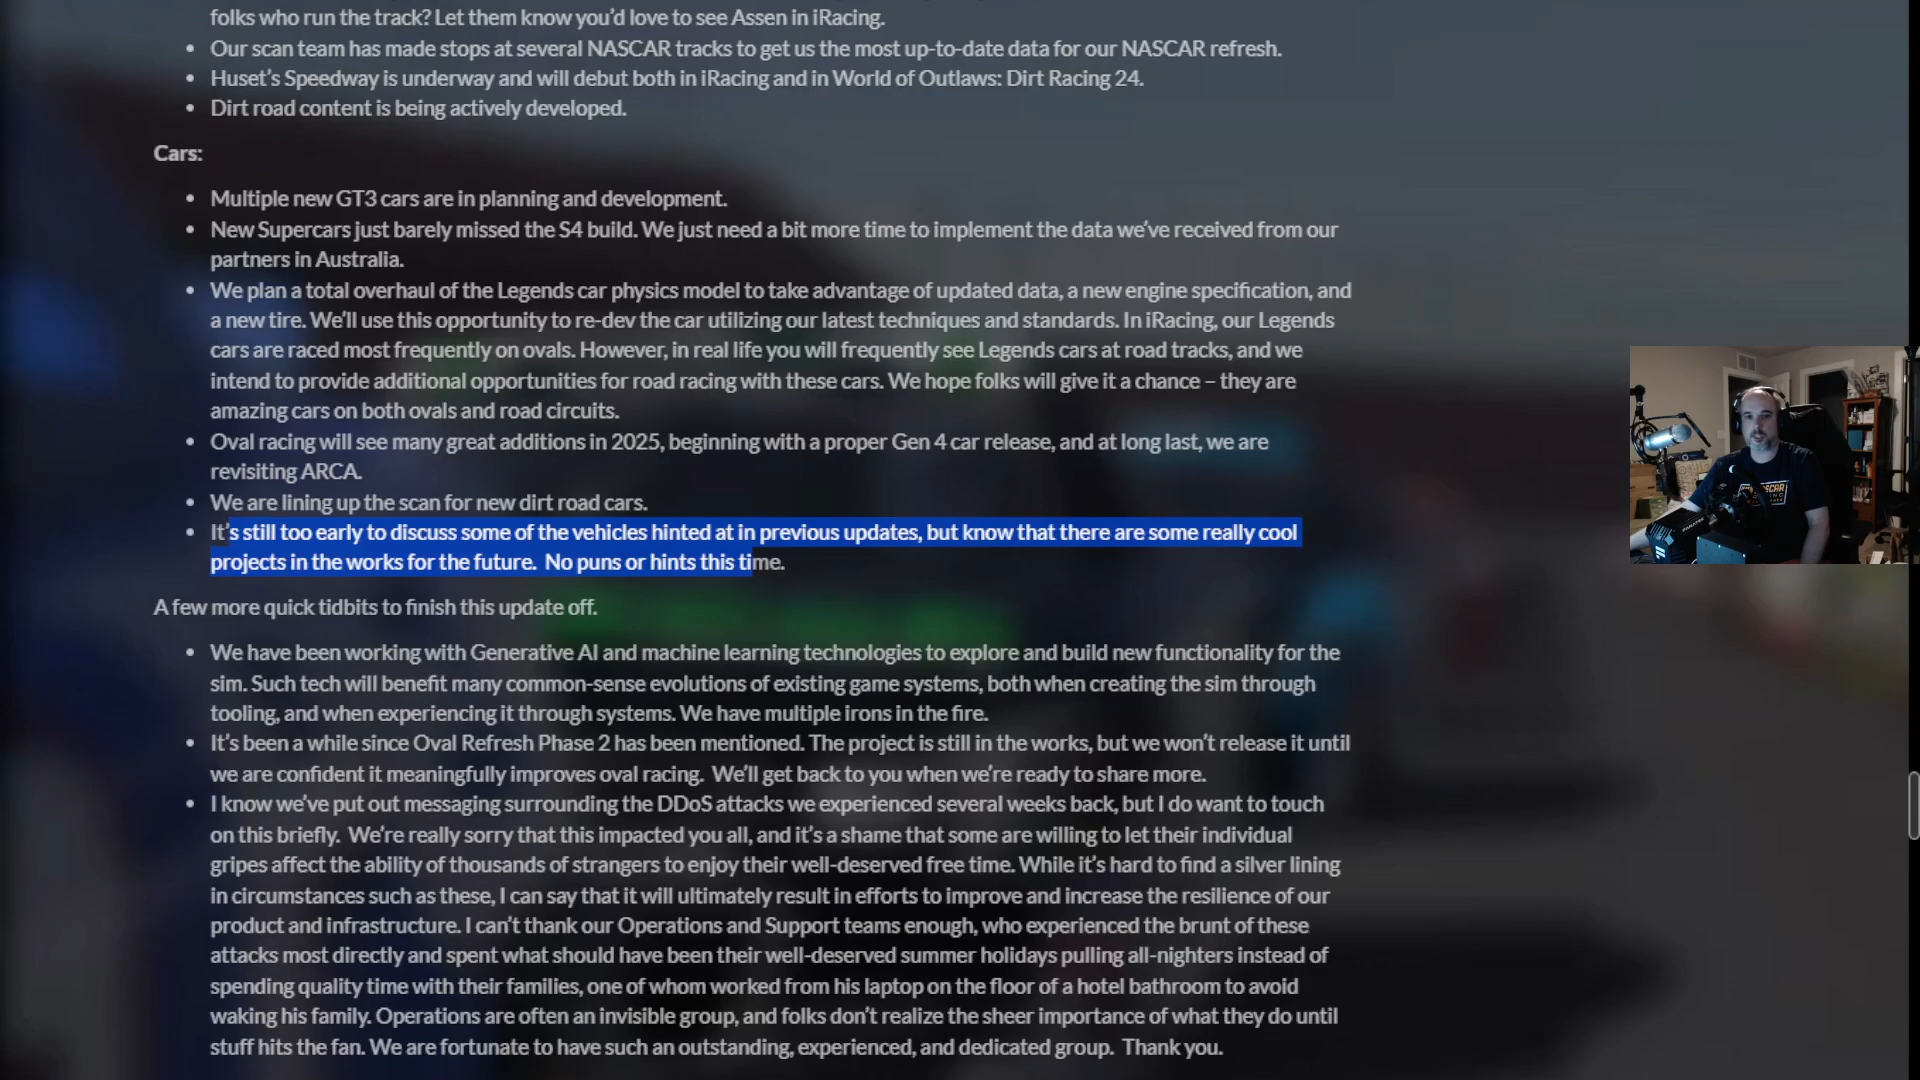 folks who run the track? Let them know you’d love to see Assen in iRacing.
• Our scan team has made stops at several NASCAR tracks to get us the most up-to-date data for our NASCAR refresh.
• Huset’s Speedway is underway and will debut both in iRacing and in World of Outlaws: Dirt Racing 24.
• Dirt road content is being actively developed.
Cars:
• Multiple new GT3 cars are in planning and development.
• New Supercars just barely missed the S4 build. We just need a bit more time to implement the data we’ve received from our
partners in Australia.
• We plan a total overhaul of the Legends car physics model to take advantage of updated data, a new engine specification, and
a new tire. We’ll use this opportunity to re-dev the car utilizing our latest techniques and standards. In iRacing, our Legends
cars are raced most frequently on ovals. However, in real life you will frequently see Legends cars at road tracks, and we
intend to provide additional opportunities for road racing with these cars. We hope folks will give it a chance – they are
amazing cars on both ovals and road circuits.
• Oval racing will see many great additions in 2025, beginning with a proper Gen 4 car release, and at long last, we are
revisiting ARCA.
• We are lining up the scan for new dirt road cars.
• It’s still too early to discuss some of the vehicles hinted at in previous updates, but know that there are some really cool
projects in the works for the future.  No puns or hints this time.
A few more quick tidbits to finish this update off.
• We have been working with Generative AI and machine learning technologies to explore and build new functionality for the
sim. Such tech will benefit many common-sense evolutions of existing game systems, both when creating the sim through
tooling, and when experiencing it through systems. We have multiple irons in the fire.
• It’s been a while since Oval Refresh Phase 2 has been mentioned. The project is still in the works, but we won’t release it until
we are confident it meaningfully improves oval racing.  We’ll get back to you when we’re ready to share more.
• I know we’ve put out messaging surrounding the DDoS attacks we experienced several weeks back, but I do want to touch
on this briefly.  We’re really sorry that this impacted you all, and it’s a shame that some are willing to let their individual
gripes affect the ability of thousands of strangers to enjoy their well-deserved free time. While it’s hard to find a silver lining
in circumstances such as these, I can say that it will ultimately result in efforts to improve and increase the resilience of our
product and infrastructure. I can’t thank our Operations and Support teams enough, who experienced the brunt of these
attacks most directly and spent what should have been their well-deserved summer holidays pulling all-nighters instead of
spending quality time with their families, one of whom worked from his laptop on the floor of a hotel bathroom to avoid
waking his family. Operations are often an invisible group, and folks don’t realize the sheer importance of what they do until
stuff hits the fan. We are fortunate to have such an outstanding, experienced, and dedicated group.  Thank you.